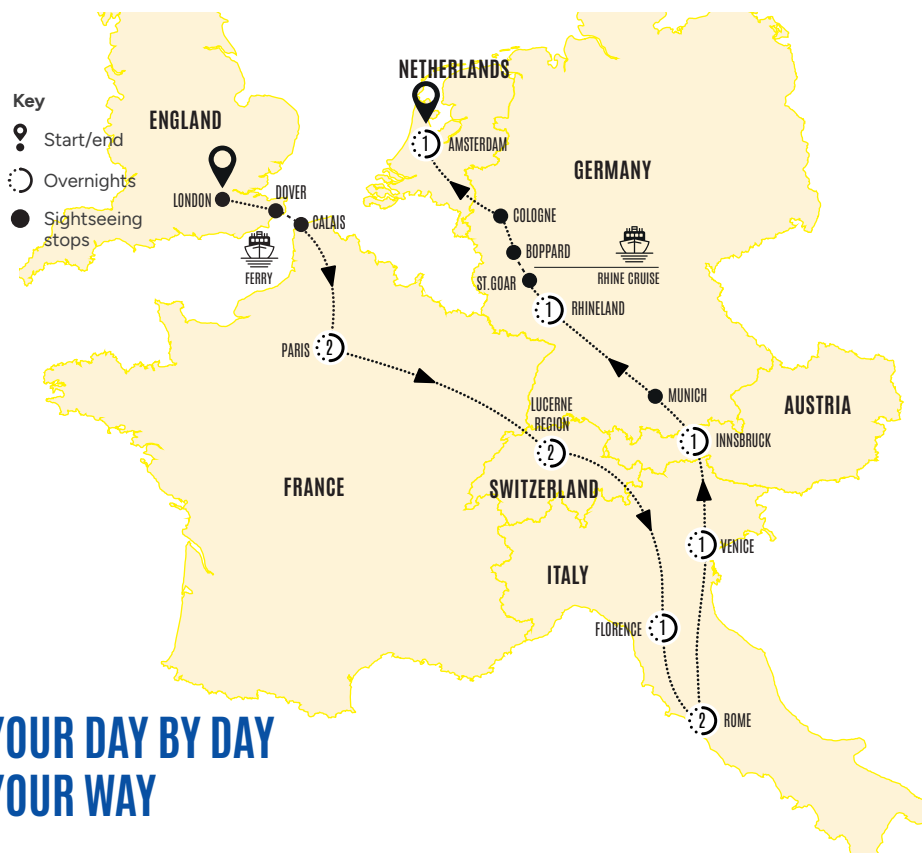 Key
Start/end
Overnights
Sightseeing
stops
ENGLAND
LONDON
DOVER
CALAIS
FERRY
NETHERLANDS
1
AMSTERDAM
GERMANY
COLOGNE
BOPPARD
RHINE CRUISE
ST.GOAR
1
RHINELAND
PARIS
2
MUNICH
AUSTRIA
LUCERNE
REGION
2
1
INNSBRUCK
FRANCE
SWITZERLAND
1
VENICE
ITALY
FLORENCE
1
2
ROME
YOUR DAY BY DAY
YOUR WAY